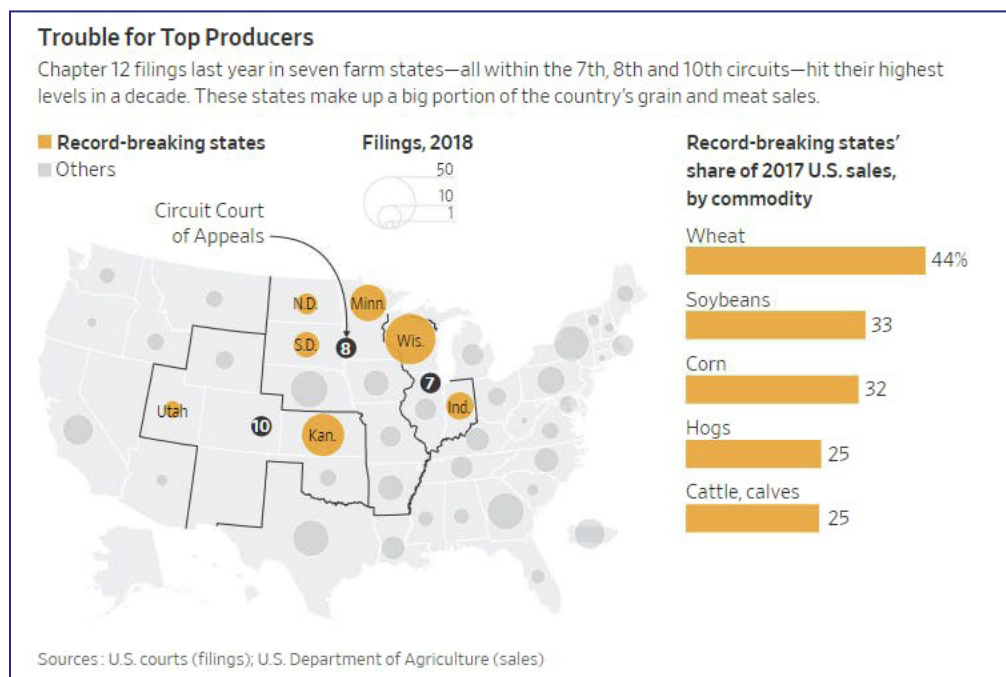 Trouble for Top Producers
Chapter 12 filings last year in seven farm states—all within the 7th, 8th and 10th circuits—hit their highest
levels in a decade. These states make up a big portion of the country's grain and meat sales.
Record-breaking states
Others
Filings, 2018
50
10
1
Circuit Court
of Appeals
N.D.
Minn.
S.D.
8
Wis.
7
Utah
10
Kan.
Ind.
Record-breaking states'
share of 2017 U.S. sales,
by commodity
Wheat
44%
Soybeans
33
Corn
32
Hogs
25
Cattle, calves
25
Sources: U.S. courts (filings); U.S. Department of Agriculture (sales)